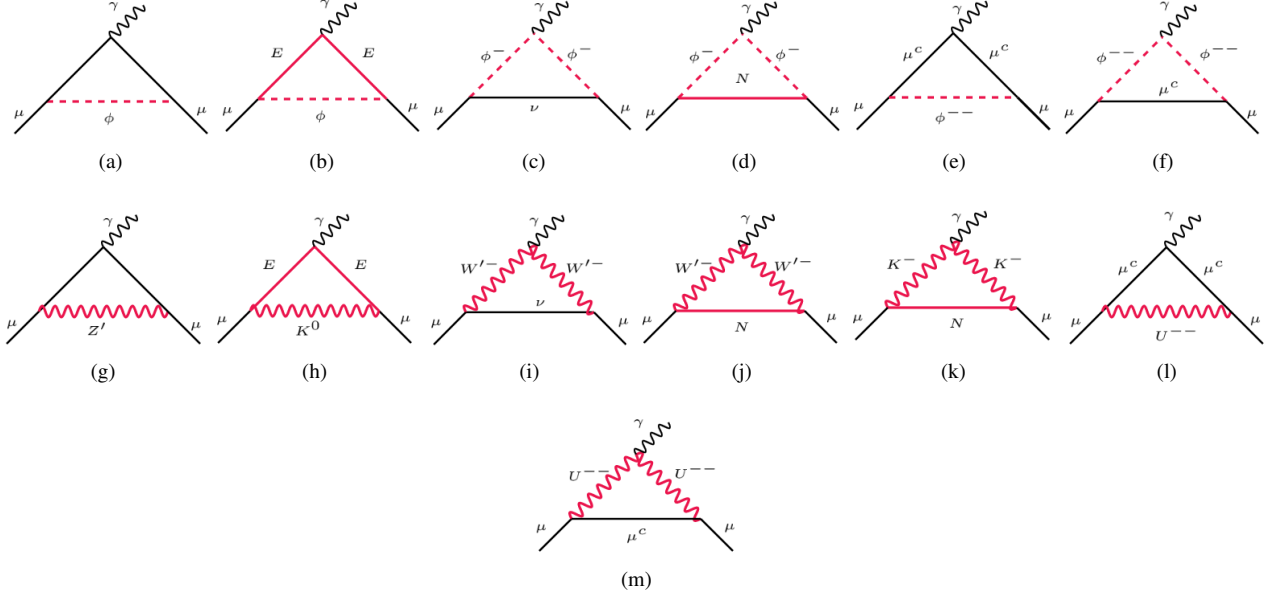 γ γ γ γ γ γ
E E φ⁻ φ⁻ φ⁻ φ⁻ μᶜ μᶜ φ⁻⁻ φ⁻⁻
N μᶜ
μ φ μ μ φ μ μ ν μ μ μ μ φ⁻⁻ μ μ μ
(a) (b) (c) (d) (e) (f)
γ γ γ γ γ γ
E E W′⁻ W′⁻ W′⁻ W′⁻ K⁻ K⁻ μᶜ μᶜ
ν
μ Z′ μ μ K⁰ μ μ μ μ N μ μ N μ μ U⁻⁻ μ
(g) (h) (i) (j) (k) (l)
γ
U⁻⁻ U⁻⁻
μ μᶜ μ
(m)